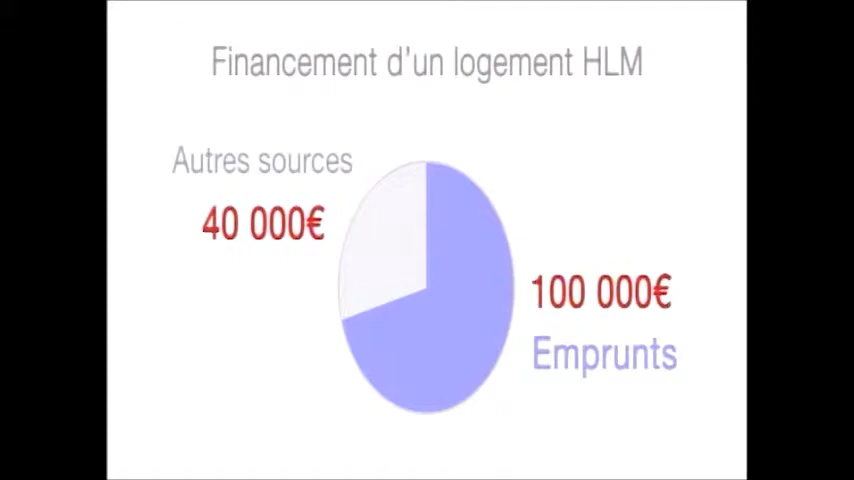 Financement d'un logement HLM
Autres sources
40 000€
100 000€
Emprunts